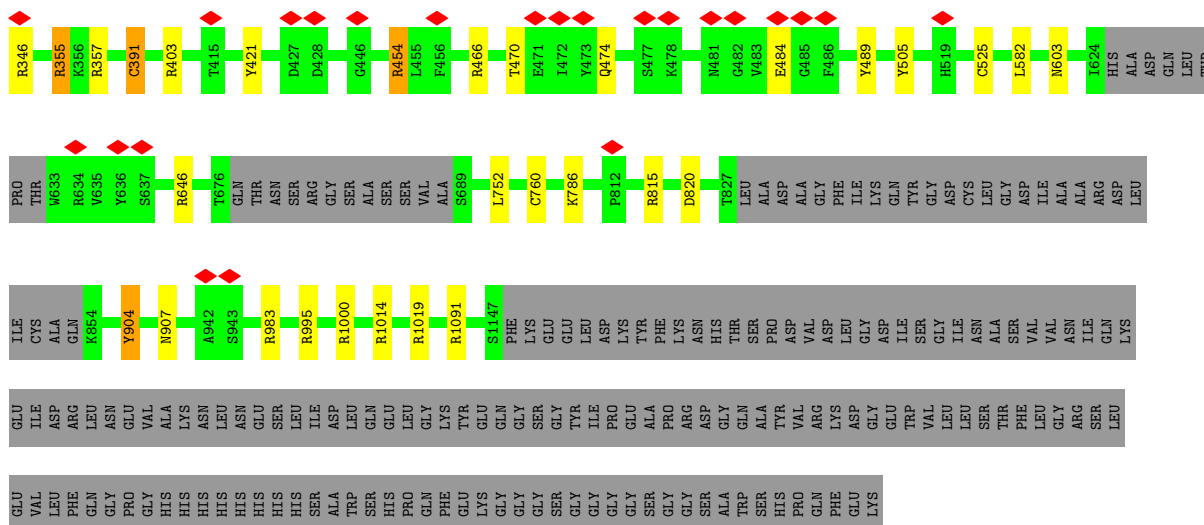 R346 R355 K356 R357 C391 R403 T415 Y421 D427 D428 G446 R454 L455 F456 R466 T470 E471 I472 Y473 Q474 S477 K478 N481 G482 V483 E484 G485 F486 Y489 Y505 H519 C525 L582 N603 I624 HIS ALA ASP GLN LEU
PRO THR W633 R634 V635 Y636 S637 R646 T676 GLN THR ASN SER ARG GLY SER ALA SER SER VAL ALA S689 L752 C760 K786 P812 R815 D820 T827 LEU ALA ASP ALA GLY PHE ILE LYS GLN TYR GLY ASP CYS LEU GLY ASP ILE ALA ALA ARG ASP LEU
ILE CYS ALA GLN K854 Y904 N907 A942 S943 R983 R995 R1000 R1014 R1019 R1091 S1147 PHE LYS GLU GLU LEU ASP LYS TYR PHE LYS ASN HIS THR SER PRO ASP VAL ASP LEU GLY ASP ILE SER GLY ILE ASN ALA SER VAL VAL ASN ILE GLN LYS
GLU ILE ASP ARG LEU ASN GLU VAL ALA LYS ASN LEU ASN GLU SER LEU ILE ASP LEU GLN GLU LEU GLY LYS TYR GLU GLN GLY SER GLY TYR ILE PRO GLU ALA PRO ARG ASP GLY GLN ALA TYR VAL ARG LYS ASP GLY GLU TRP VAL LEU LEU SER THR PHE LEU GLY ARG SER LEU
GLU VAL LEU PHE GLN GLY PRO GLY HIS HIS HIS HIS HIS HIS HIS HIS SER ALA TRP SER HIS PRO GLN PHE GLU LYS GLY GLY GLY SER GLY GLY GLY GLY SER GLY GLY SER ALA TRP SER HIS PRO GLN PHE GLU LYS